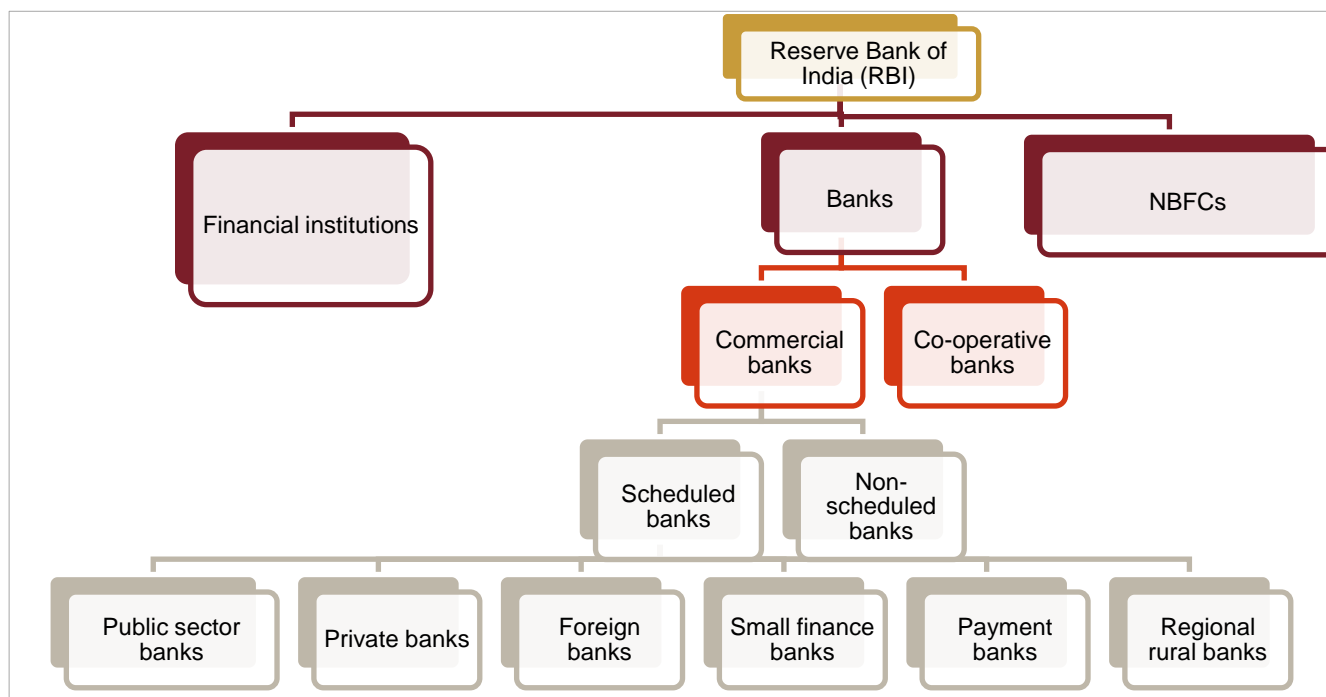 Reserve Bank of
India (RBI)
Financial institutions
Banks
NBFCs
Commercial
banks
Co-operative
banks
Scheduled
banks
Non-
scheduled
banks
Public sector
banks
Private banks
Foreign
banks
Small finance
banks
Payment
banks
Regional
rural banks